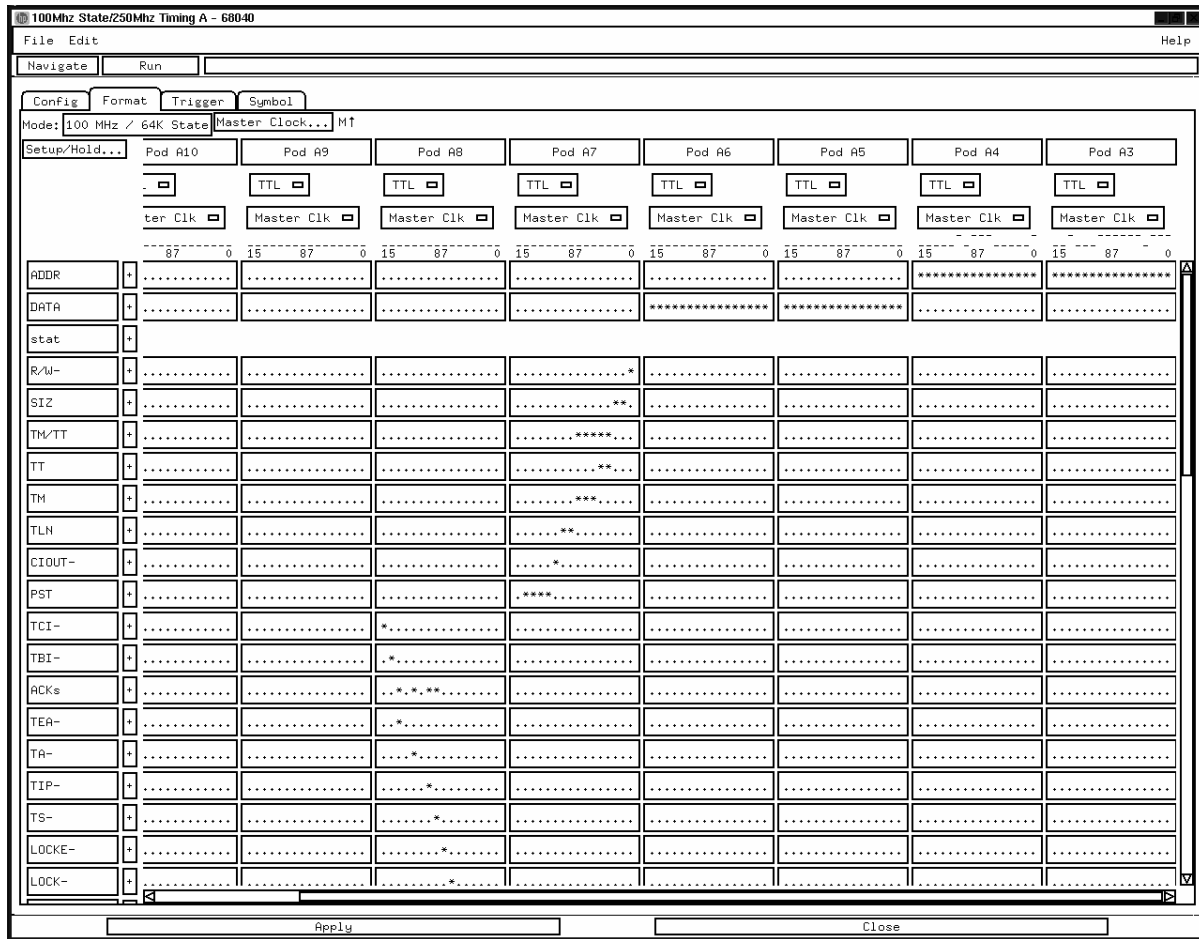 100Mhz State/250Mhz Timing A - 68040
File Edit Help
Navigate Run
Config Format Trigger Symbol
Mode: 100 MHz / 64K State Master Clock... M↑
Setup/Hold... Pod A10 Pod A9 Pod A8 Pod A7 Pod A6 Pod A5 Pod A4 Pod A3
L TTL TTL TTL TTL TTL TTL TTL
ter Clk Master Clk Master Clk Master Clk Master Clk Master Clk Master Clk Master Clk
87 0 15 87 0 15 87 0 15 87 0 15 87 0 15 87 0 15 87 0 15 87 0
ADDR + ........... ................ ................ ................ ................ ................ **************** ****************
DATA + ........... ................ ................ ................ **************** **************** ................ ................
stat +
R/W- + ........... ................ ................ ...............* ................ ................ ................ ................
SIZ + ........... ................ ................ .............**. ................ ................ ................ ................
TM/TT + ........... ................ ................ ........*****... ................ ................ ................ ................
TT + ........... ................ ................ ...........**... ................ ................ ................ ................
TM + ........... ................ ................ ........***..... ................ ................ ................ ................
TLN + ........... ................ ................ ......**........ ................ ................ ................ ................
CIOUT- + ........... ................ ................ .....*.......... ................ ................ ................ ................
PST + ........... ................ ................ .****........... ................ ................ ................ ................
TCI- + ........... ................ *............... ................ ................ ................ ................ ................
TBI- + ........... ................ .*.............. ................ ................ ................ ................ ................
ACKs + ........... ................ ..*.*.**........ ................ ................ ................ ................ ................
TEA- + ........... ................ ..*............. ................ ................ ................ ................ ................
TA- + ........... ................ ....*........... ................ ................ ................ ................ ................
TIP- + ........... ................ ......*......... ................ ................ ................ ................ ................
TS- + ........... ................ .......*........ ................ ................ ................ ................ ................
LOCKE- + ........... ................ ........*....... ................ ................ ................ ................ ................
LOCK- + ........... ................ .........*...... ................ ................ ................ ................ ................
Apply Close